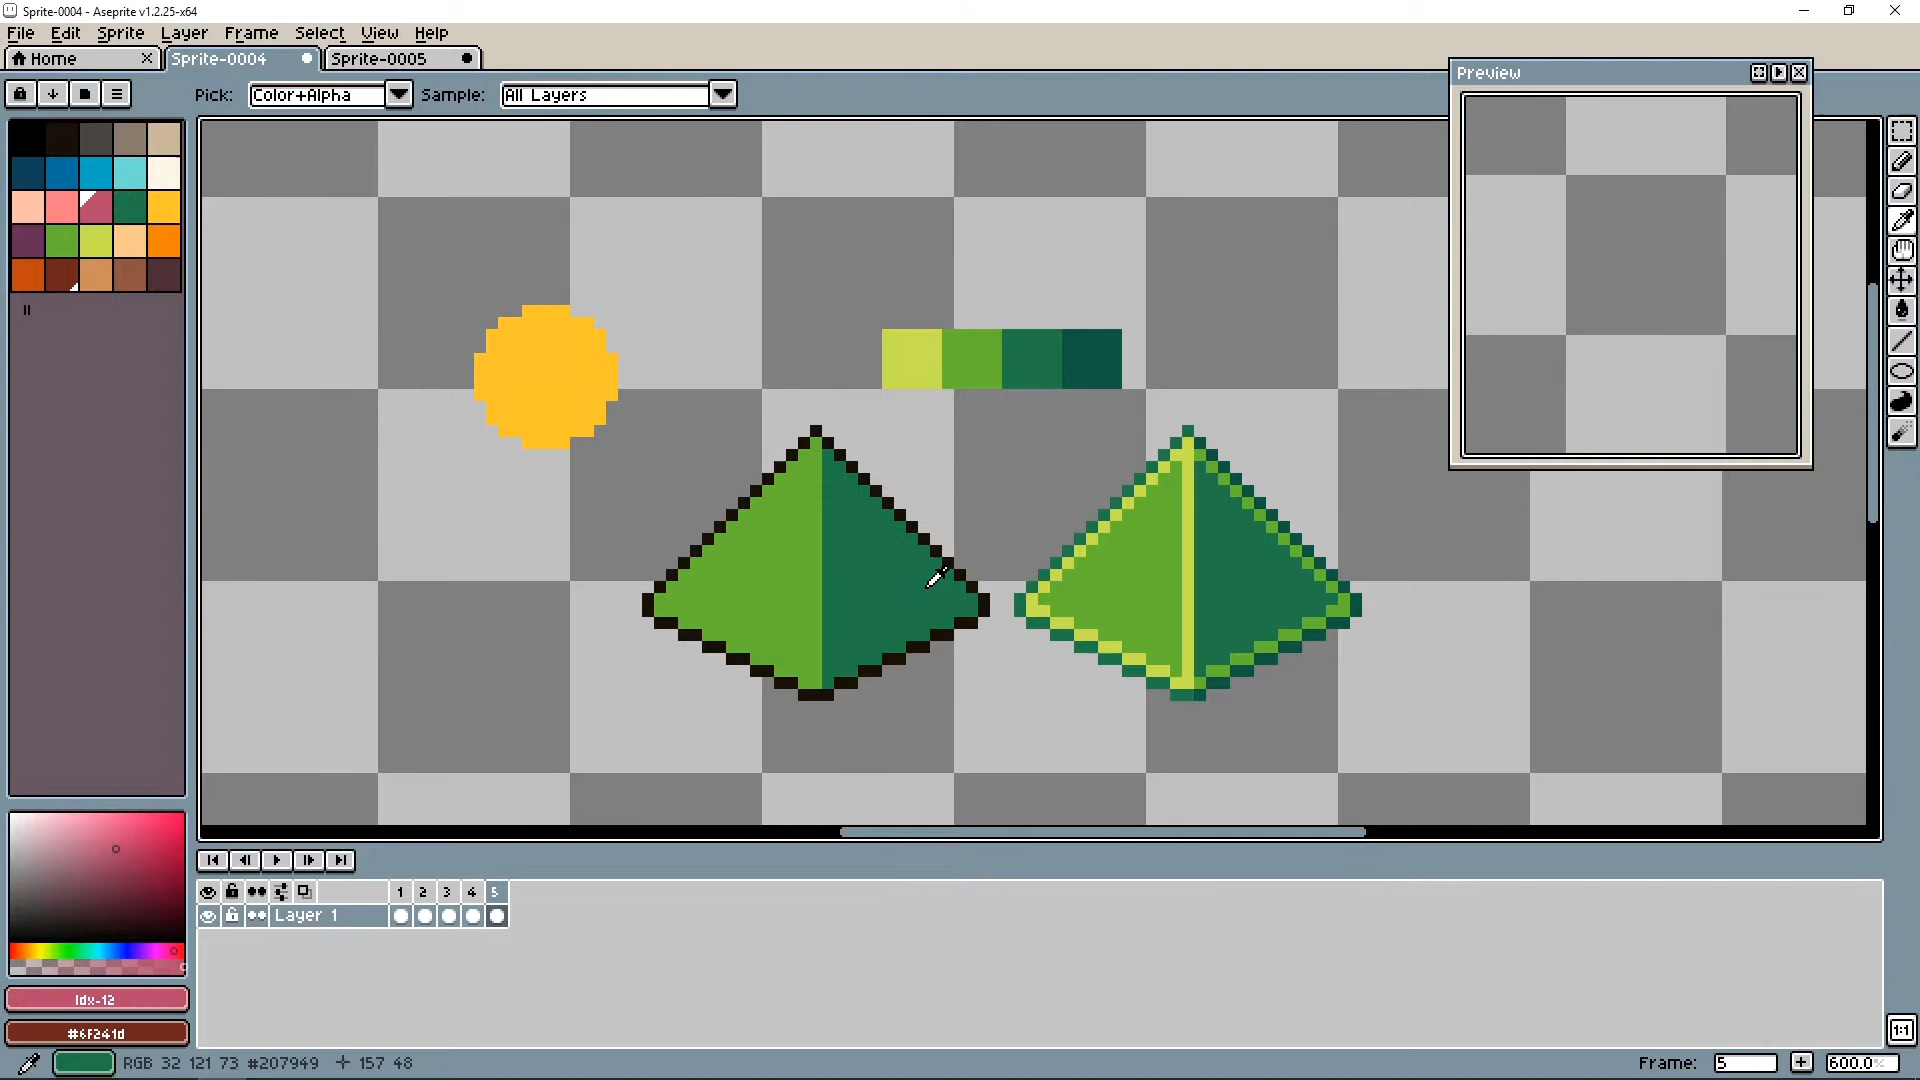 Sprite-0004 - Aseprite v1.2.25-x64
File Edit Sprite Layer Frame Select View Help
Home Sprite-0004 Sprite-0005
Pick: Color+Alpha Sample: All Layers
Preview
1 2 3 4 5
Layer 1
Idx-12
#6F241d
RGB 32 121 73 #207949 157 48
Frame: 5 600.0%
1:1